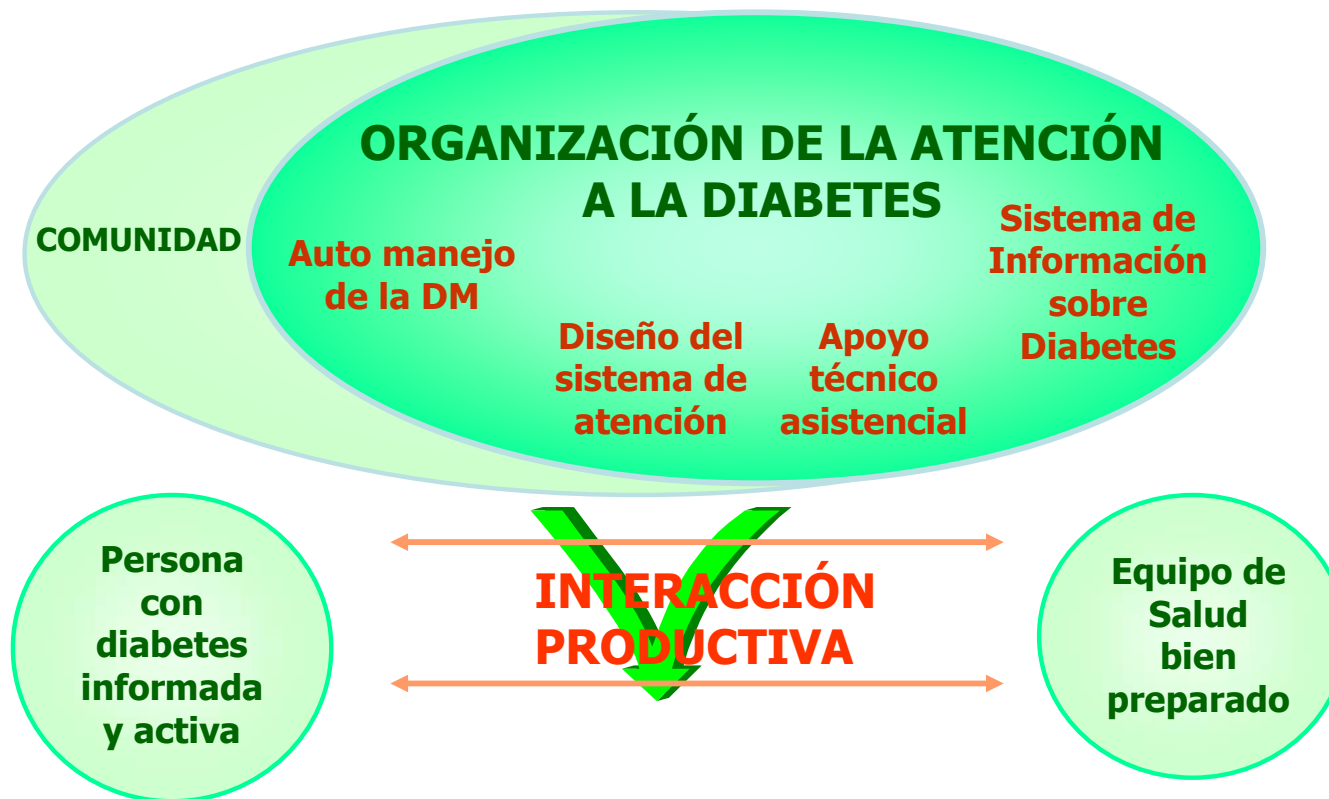 ORGANIZACIÓN DE LA ATENCIÓN
A LA DIABETES
COMUNIDAD
Auto manejo
de la DM
Diseño del
sistema de
atención
Apoyo
técnico
asistencial
Sistema de
Información
sobre
Diabetes
Persona
con
diabetes
informada
y activa
INTERACCIÓN
PRODUCTIVA
Equipo de
Salud
bien
preparado